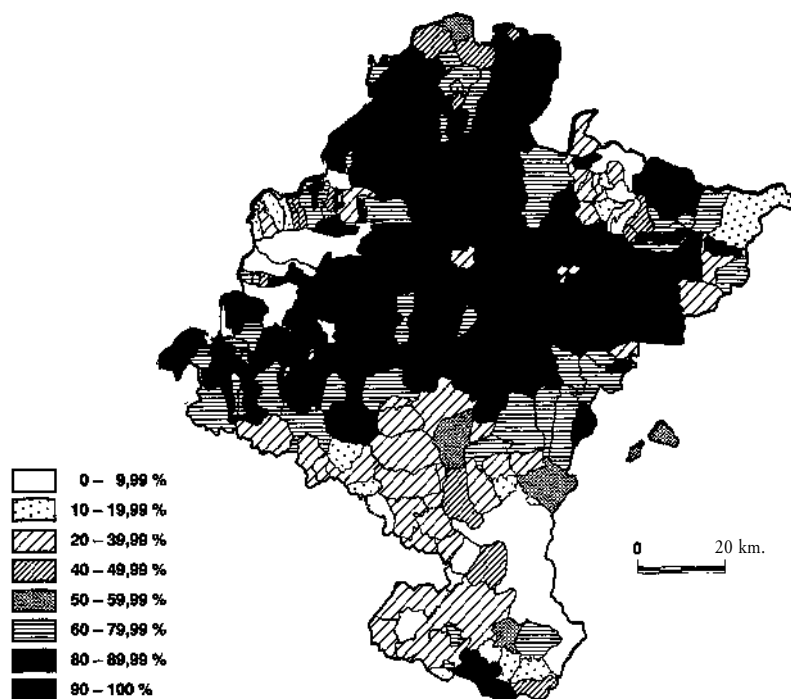 0 – 9,99 %
10 – 19,99 %
20 – 39,99 %
40 – 49,99 %
50 – 59,99 %
60 – 79,99 %
80 – 89,99 %
90 – 100 %
0 20 km.